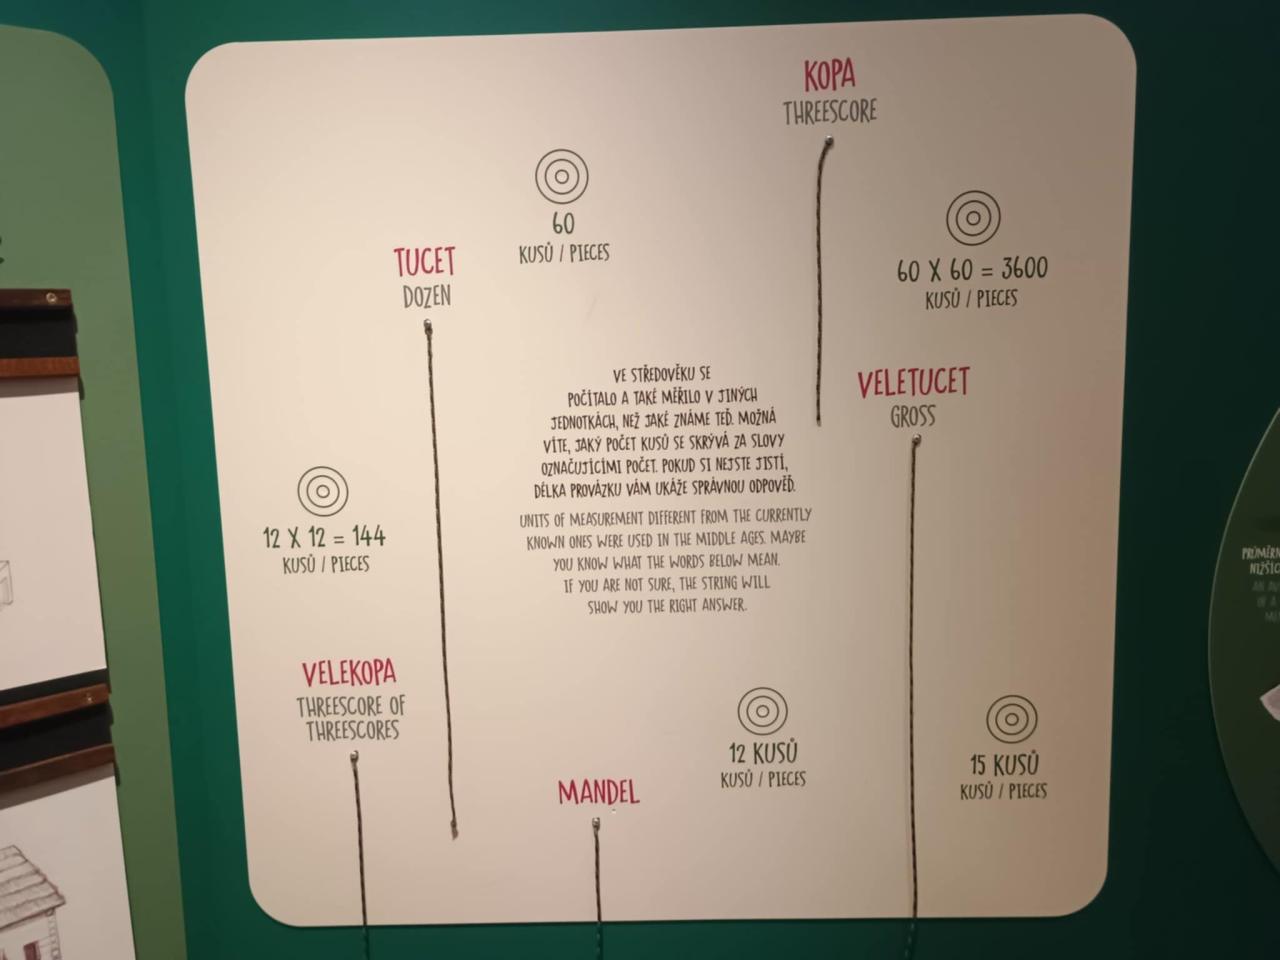 KOPA
THREESCORE
60
KUSŮ / PIECES
60 X 60 = 3600
KUSŮ / PIECES
TUCET
DOZEN
VELETUCET
GROSS
VE STŘEDOVĚKU SE
POČÍTALO A TAKÉ MĚŘILO V JINÝCH
JEDNOTKÁCH, NEŽ JAKÉ ZNÁME TEĎ. MOŽNÁ
VÍTE, JAKÝ POČET KUSŮ SE SKRÝVÁ ZA SLOVY
OZNAČUJÍCÍMI POČET. POKUD SI NEJSTE JISTÍ,
DÉLKA PROVÁZKU VÁM UKÁŽE SPRÁVNOU ODPOVĚĎ.
UNITS OF MEASUREMENT DIFFERENT FROM THE CURRENTLY
KNOWN ONES WERE USED IN THE MIDDLE AGES. MAYBE
YOU KNOW WHAT THE WORDS BELOW MEAN.
IF YOU ARE NOT SURE, THE STRING WILL
SHOW YOU THE RIGHT ANSWER.
12 X 12 = 144
KUSŮ / PIECES
VELEKOPA
THREESCORE OF
THREESCORES
12 KUSŮ
KUSŮ / PIECES
15 KUSŮ
KUSŮ / PIECES
MANDEL